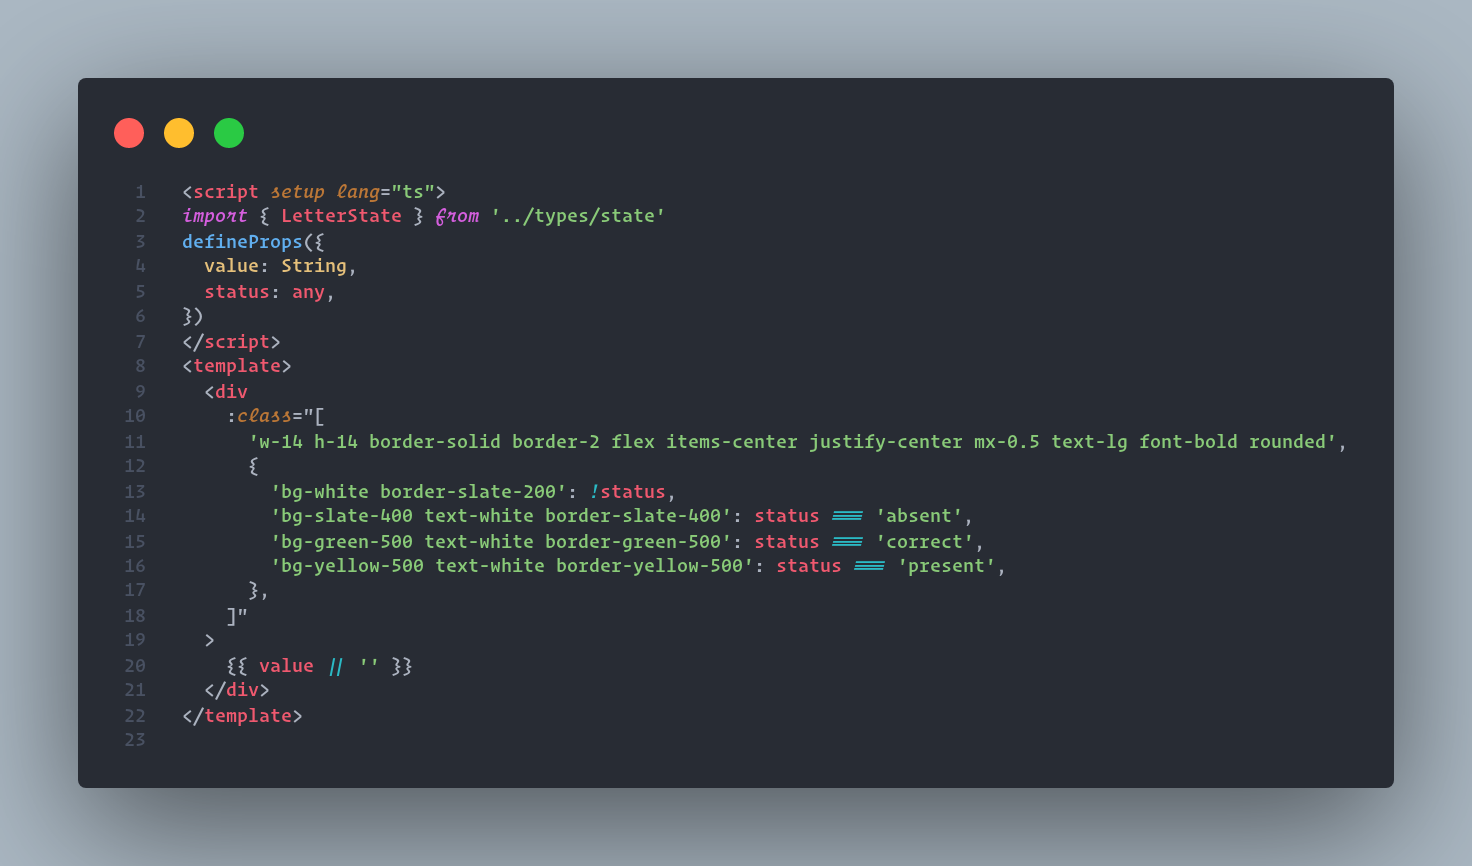 1 <script setup lang="ts">
2 import { LetterState } from '../types/state'
3 defineProps({
4   value: String,
5   status: any,
6 })
7 </script>
8 <template>
9   <div
10     :class="[
11       'w-14 h-14 border-solid border-2 flex items-center justify-center mx-0.5 text-lg font-bold rounded',
12       {
13         'bg-white border-slate-200': !status,
14         'bg-slate-400 text-white border-slate-400': status === 'absent',
15         'bg-green-500 text-white border-green-500': status === 'correct',
16         'bg-yellow-500 text-white border-yellow-500': status === 'present',
17       },
18     ]"
19   >
20     {{ value || '' }}
21   </div>
22 </template>
23